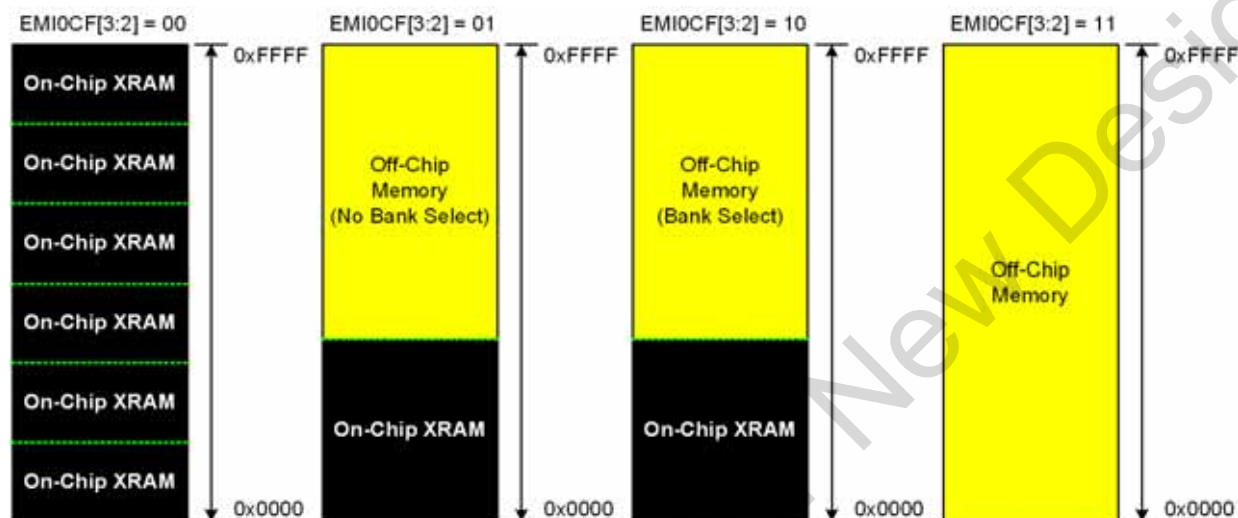 EMI0CF[3:2] = 00
On-Chip XRAM
On-Chip XRAM
On-Chip XRAM
On-Chip XRAM
On-Chip XRAM
On-Chip XRAM
0xFFFF
0x0000
EMI0CF[3:2] = 01
Off-Chip
Memory
(No Bank Select)
On-Chip XRAM
0xFFFF
0x0000
EMI0CF[3:2] = 10
Off-Chip
Memory
(Bank Select)
On-Chip XRAM
0xFFFF
0x0000
EMI0CF[3:2] = 11
Off-Chip
Memory
0xFFFF
0x0000
New Desig